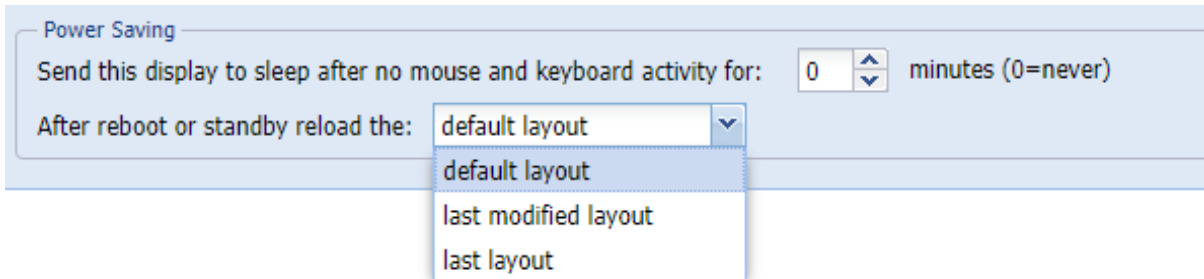 Power Saving
Send this display to sleep after no mouse and keyboard activity for: 0 minutes (0=never)
After reboot or standby reload the: default layout
default layout
last modified layout
last layout